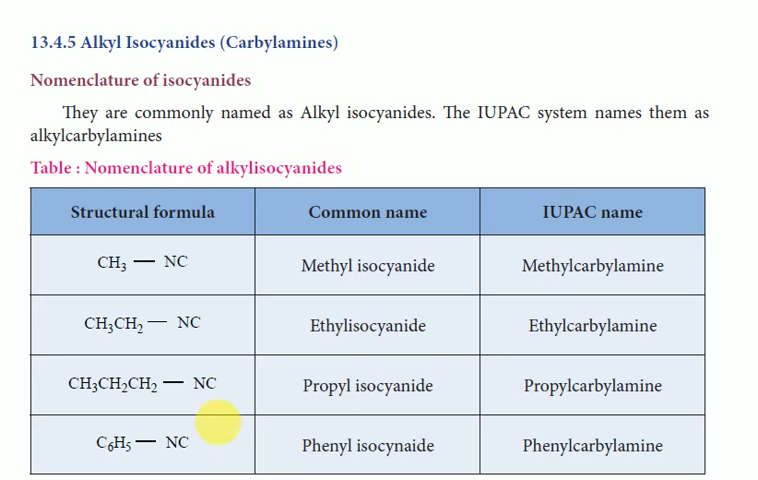 13.4.5 Alkyl Isocyanides (Carbylamines)
Nomenclature of isocyanides
They are commonly named as Alkyl isocyanides. The IUPAC system names them as
alkylcarbylamines
Table : Nomenclature of alkylisocyanides
Structural formula Common name IUPAC name
CH₃ — NC Methyl isocyanide Methylcarbylamine
CH₃CH₂ — NC Ethylisocyanide Ethylcarbylamine
CH₃CH₂CH₂ — NC Propyl isocyanide Propylcarbylamine
C₆H₅ — NC Phenyl isocynaide Phenylcarbylamine